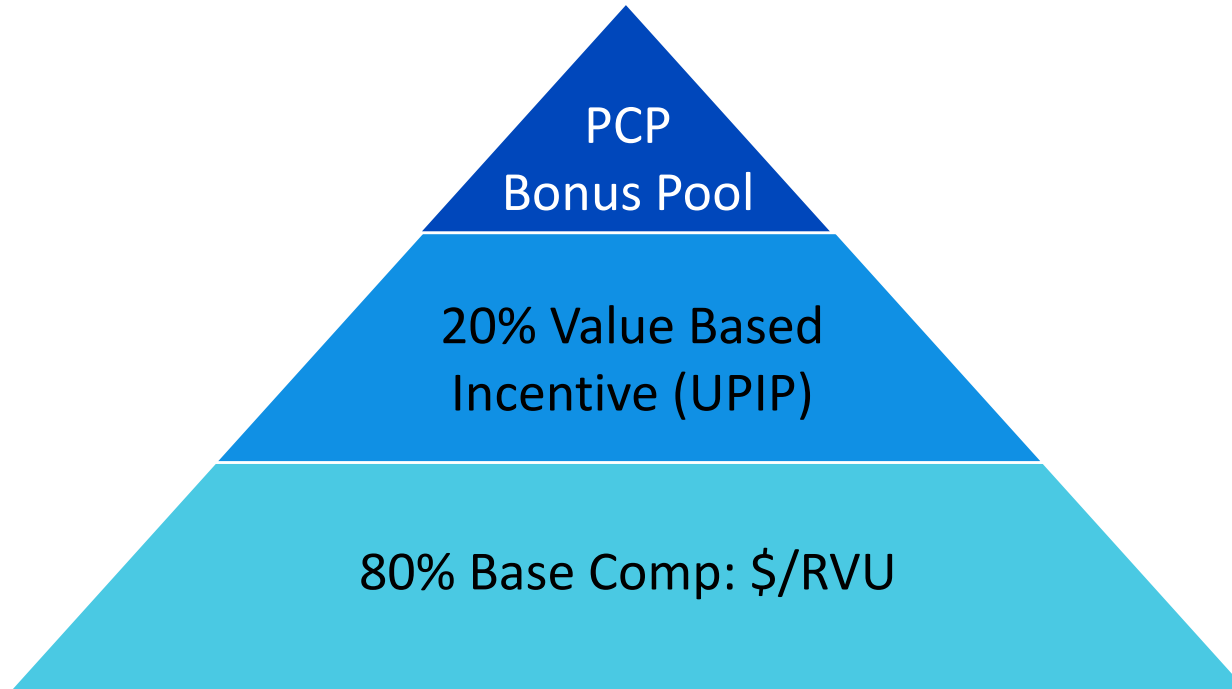 PCP
Bonus Pool
20% Value Based
Incentive (UPIP)
80% Base Comp: $/RVU